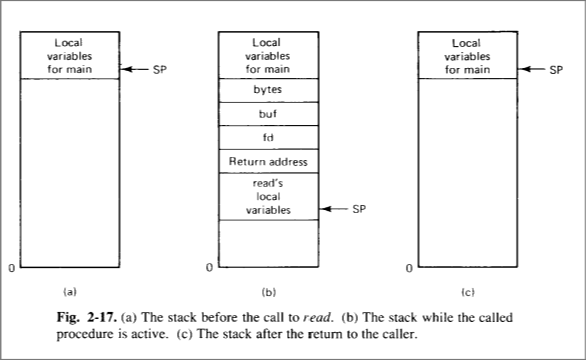 Local
variables
for main
SP
0
(a)
Local
variables
for main
bytes
buf
fd
Return address
read's
local
variables
SP
0
(b)
Local
variables
for main
SP
0
(c)
Fig. 2-17. (a) The stack before the call to read. (b) The stack while the called
procedure is active. (c) The stack after the return to the caller.